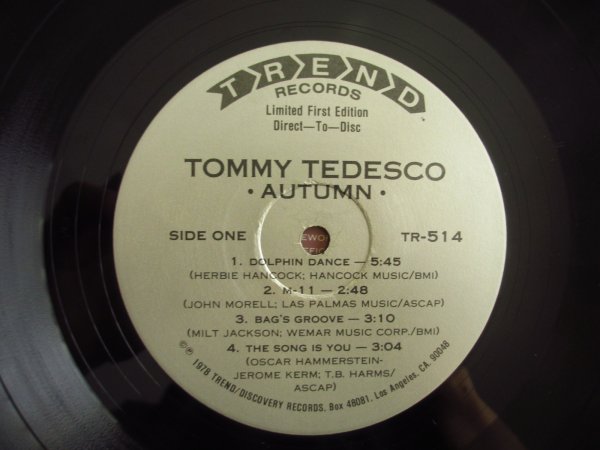 TREND
RECORDS
Limited First Edition
Direct—To—Disc
TOMMY TEDESCO
• AUTUMN •
SIDE ONE
TR-514
1. DOLPHIN DANCE — 5:45
(HERBIE HANCOCK; HANCOCK MUSIC/BMI)
2. M-11 — 2:48
(JOHN MORELL; LAS PALMAS MUSIC/ASCAP)
3. BAG'S GROOVE — 3:10
(MILT JACKSON; WEMAR MUSIC CORP./BMI)
4. THE SONG IS YOU — 3:04
(OSCAR HAMMERSTEIN-
JEROME KERM; T.B. HARMS/
ASCAP)
©℗ 1978 TREND/DISCOVERY RECORDS. Box 48081. Los Angeles, CA. 90048